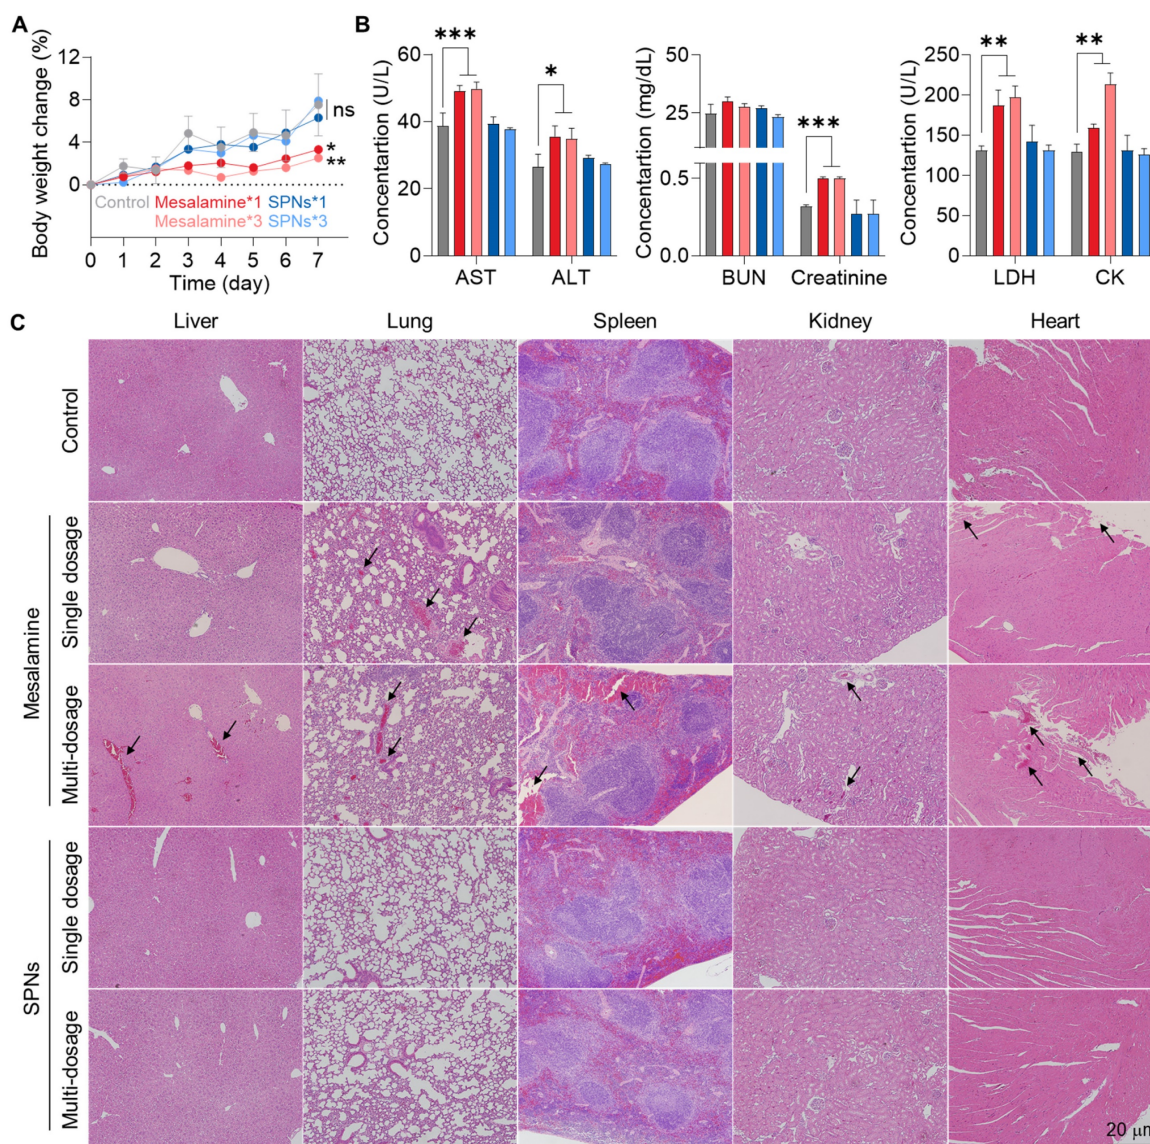 A
Body weight change (%)
12
8
4
0
ns
*
**
Control Mesalamine*1 SPNs*1
Mesalamine*3 SPNs*3
0 1 2 3 4 5 6 7
Time (day)
B
Concentration (U/L)
60
40
20
0
***
*
AST ALT
Concentartion (mg/dL)
50
25
0.5
0.0
***
BUN Creatinine
Concentartion (U/L)
250
200
150
100
50
0
**
**
LDH CK
C
Liver Lung Spleen Kidney Heart
Control
Mesalamine
Single dosage
Multi-dosage
SPNs
Single dosage
Multi-dosage